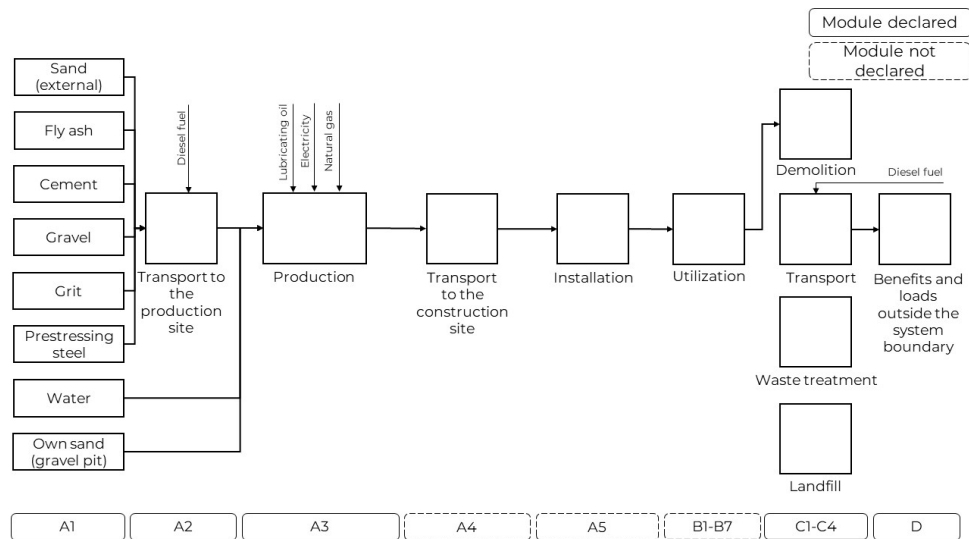 Module declared
Module not
declared
Sand
(external)
Fly ash
Cement
Gravel
Grit
Prestressing
steel
Water
Own sand
(gravel pit)
Diesel fuel
Transport to
the
production
site
Lubricating oil
Electricity
Natural gas
Production
Transport
to the
construction
site
Installation
Utilization
Demolition
Diesel fuel
Transport
Waste treatment
Landfill
Benefits and
loads
outside the
system
boundary
A1
A2
A3
A4
A5
B1-B7
C1-C4
D